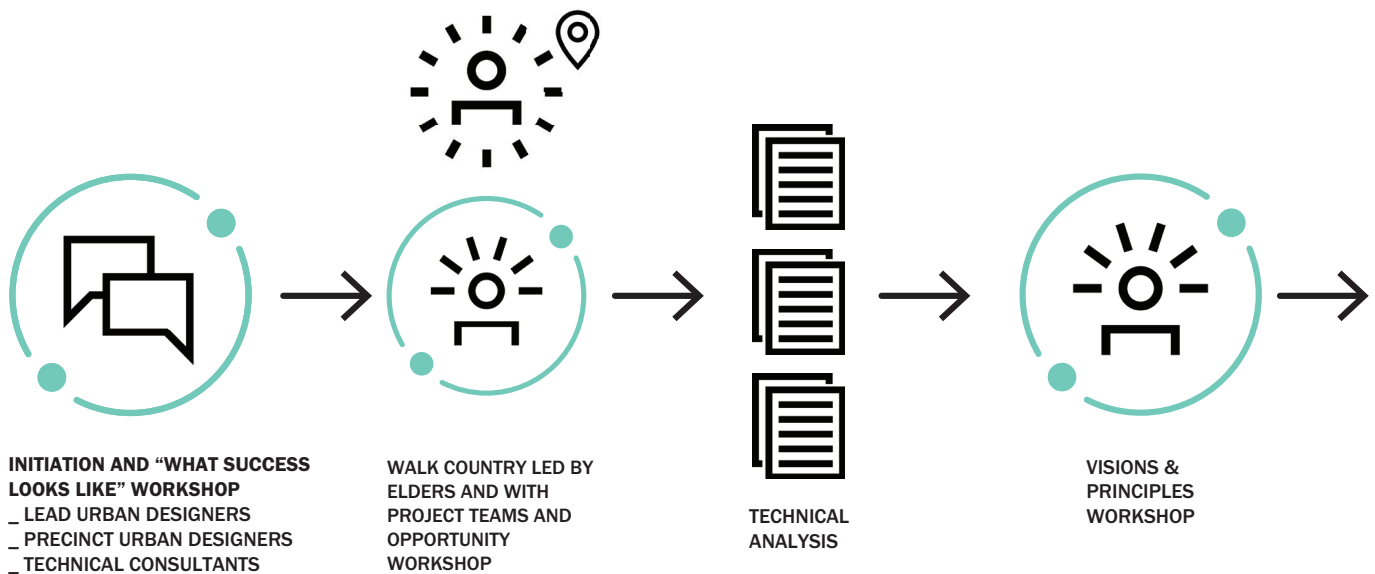 INITIATION AND “WHAT SUCCESS
LOOKS LIKE” WORKSHOP
_ LEAD URBAN DESIGNERS
_ PRECINCT URBAN DESIGNERS
_ TECHNICAL CONSULTANTS
WALK COUNTRY LED BY
ELDERS AND WITH
PROJECT TEAMS AND
OPPORTUNITY
WORKSHOP
TECHNICAL
ANALYSIS
VISIONS &
PRINCIPLES
WORKSHOP